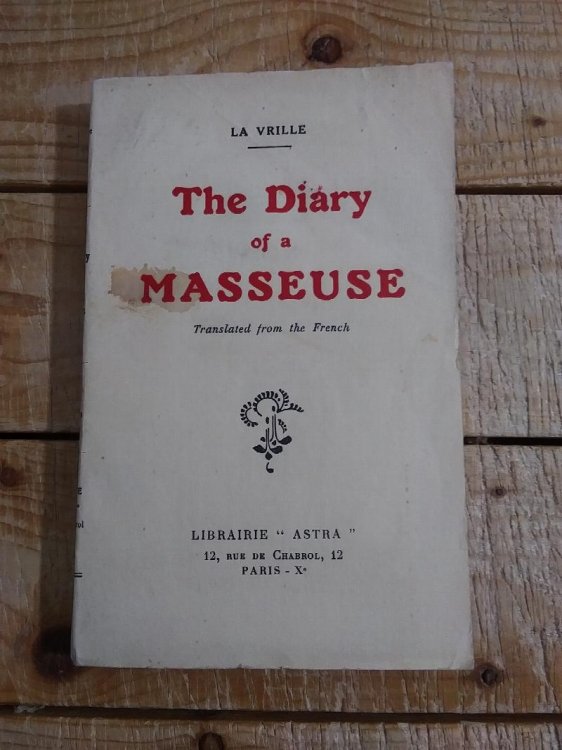 LA VRILLE
The Diary
of a
MASSEUSE
Translated from the French
LIBRAIRIE " ASTRA "
12, RUE DE CHABROL, 12
PARIS - Xe